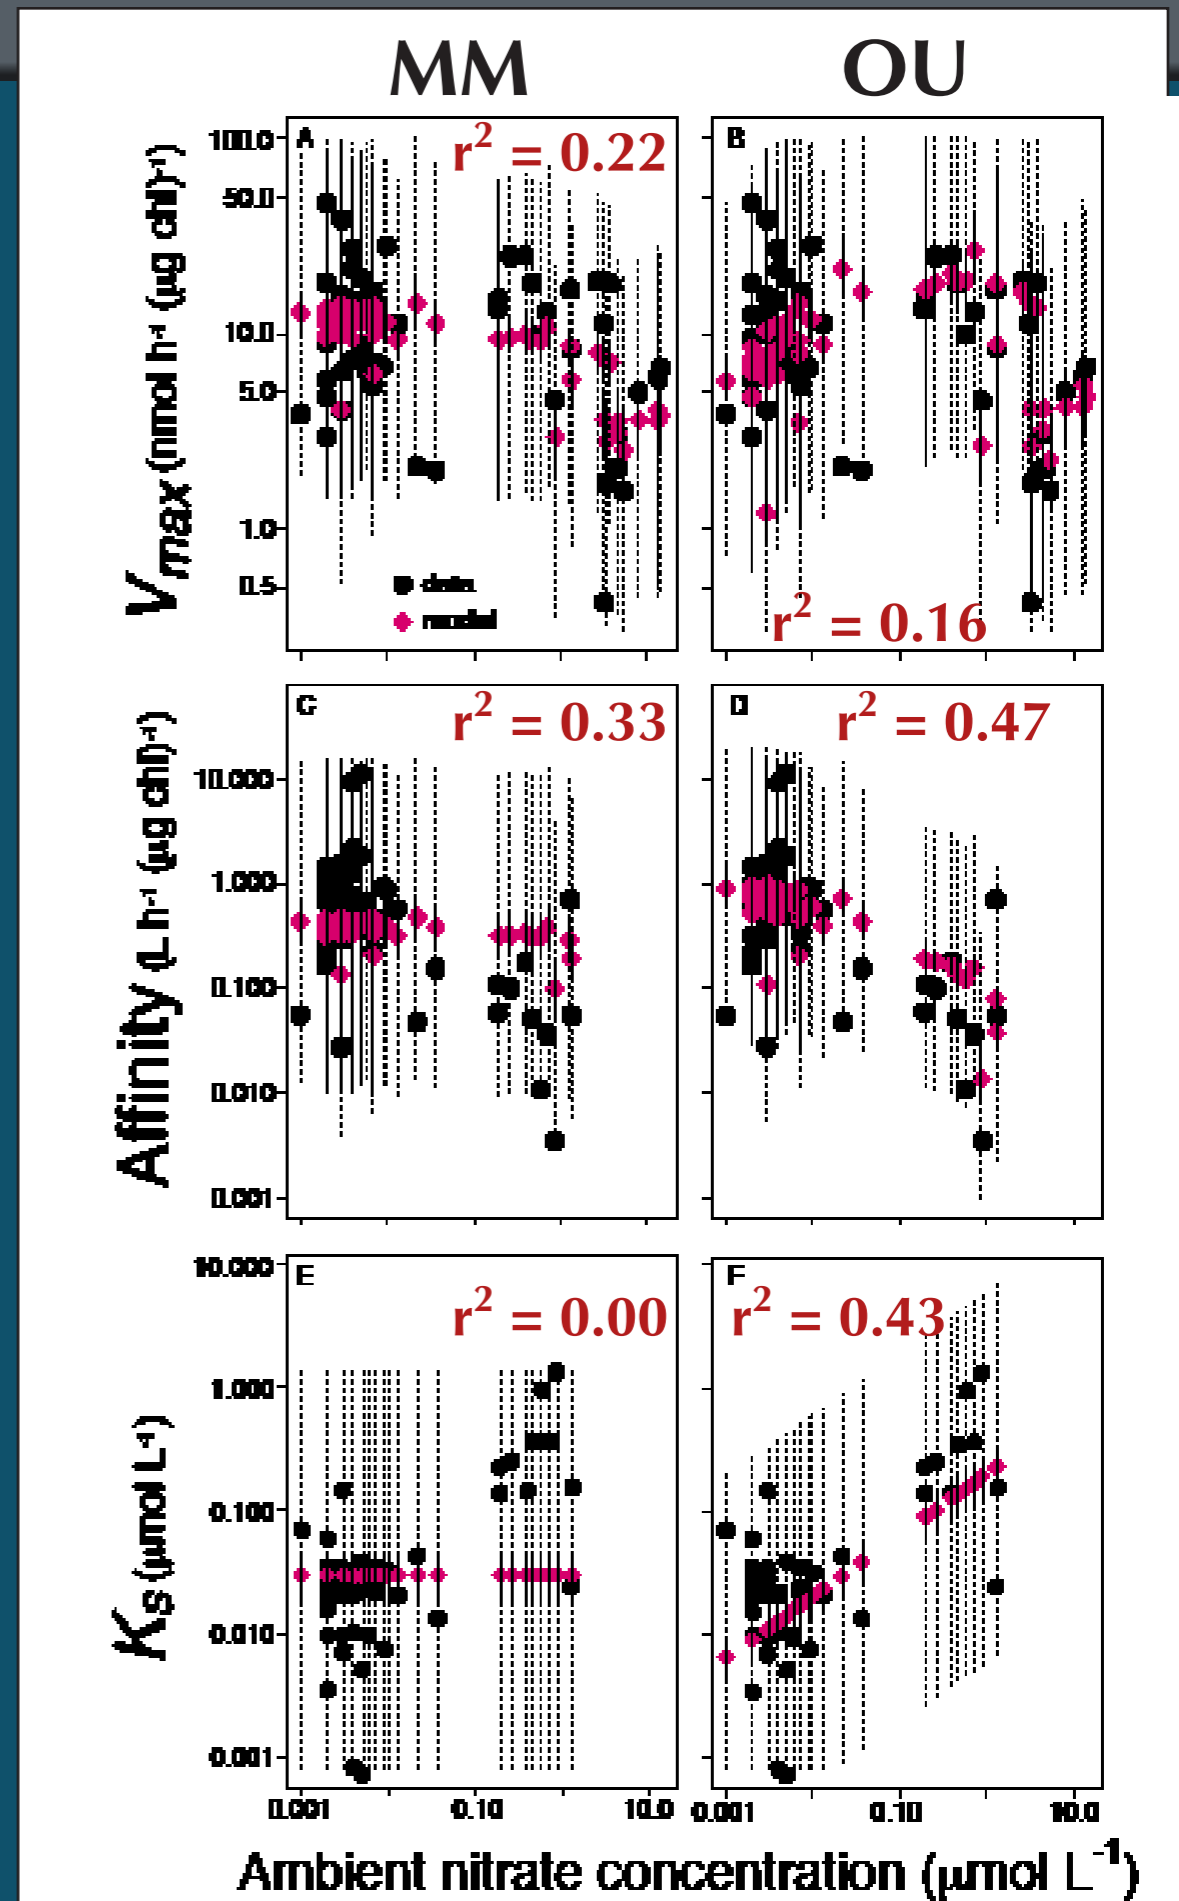 MM OU
V_max (nmol h⁻¹ (μg chl)⁻¹)
100.0
50.0
10.0
5.0
1.0
0.5
A
r² = 0.22
data
model
B
r² = 0.16
Affinity (L h⁻¹ (μg chl)⁻¹)
10.000
1.000
0.100
0.010
0.001
C
r² = 0.33
D
r² = 0.47
K_S (μmol L⁻¹)
10.000
1.000
0.100
0.010
0.001
E
r² = 0.00
F
r² = 0.43
0.001 0.10 10.0 0.001 0.10 10.0
Ambient nitrate concentration (μmol L⁻¹)